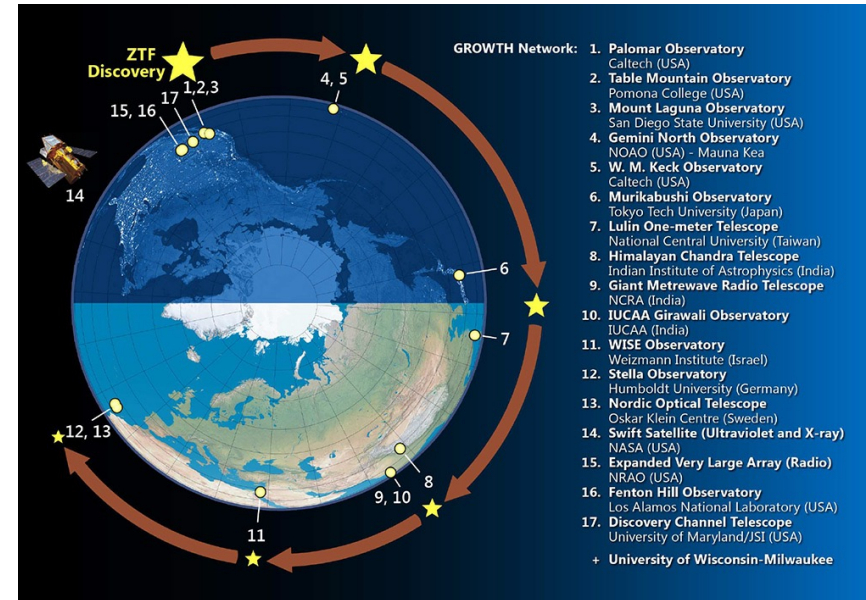 ZTF
Discovery
1,2,3
17
15, 16
4, 5
14
6
7
8
9, 10
11
12, 13
GROWTH Network:
1. Palomar Observatory
Caltech (USA)
2. Table Mountain Observatory
Pomona College (USA)
3. Mount Laguna Observatory
San Diego State University (USA)
4. Gemini North Observatory
NOAO (USA) - Mauna Kea
5. W. M. Keck Observatory
Caltech (USA)
6. Murikabushi Observatory
Tokyo Tech University (Japan)
7. Lulin One-meter Telescope
National Central University (Taiwan)
8. Himalayan Chandra Telescope
Indian Institute of Astrophysics (India)
9. Giant Metrewave Radio Telescope
NCRA (India)
10. IUCAA Girawali Observatory
IUCAA (India)
11. WISE Observatory
Weizmann Institute (Israel)
12. Stella Observatory
Humboldt University (Germany)
13. Nordic Optical Telescope
Oskar Klein Centre (Sweden)
14. Swift Satellite (Ultraviolet and X-ray)
NASA (USA)
15. Expanded Very Large Array (Radio)
NRAO (USA)
16. Fenton Hill Observatory
Los Alamos National Laboratory (USA)
17. Discovery Channel Telescope
University of Maryland/JSI (USA)
+ University of Wisconsin-Milwaukee